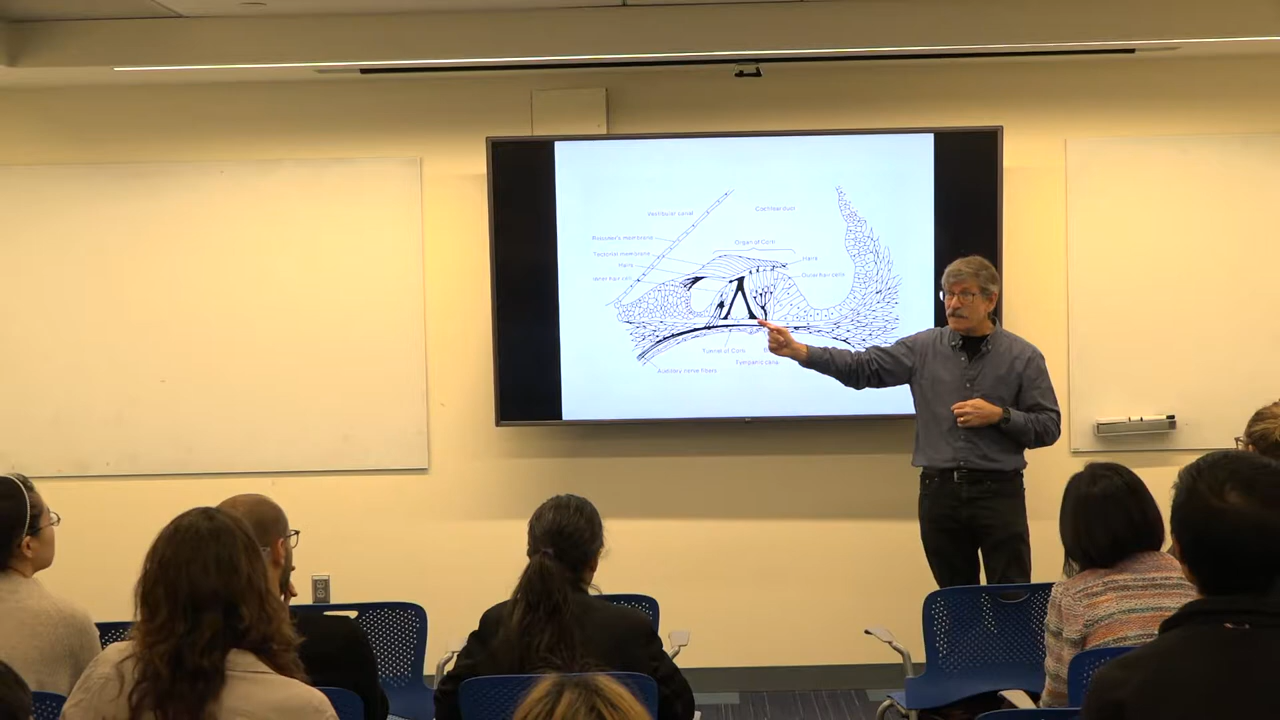 Vestibular canal
Cochlear duct
Reissner's membrane
Organ of Corti
Tectorial membrane
Hairs
Hairs
Inner hair cell
Outer hair cells
Tunnel of Corti
Tympanic canal
Auditory nerve fibers